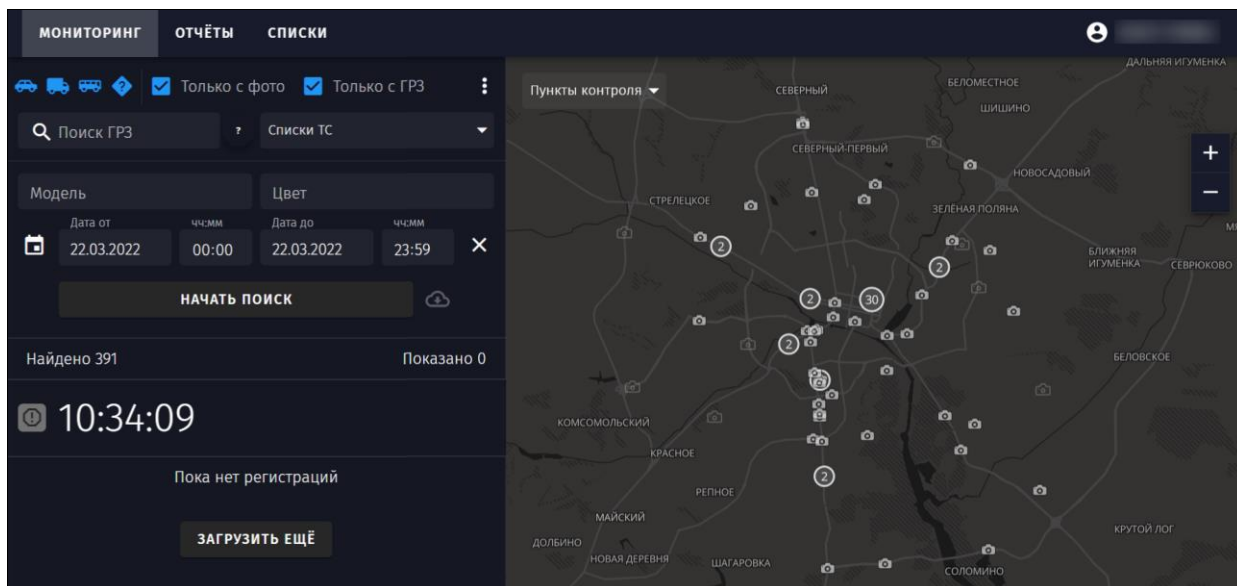 МОНИТОРИНГ ОТЧЁТЫ СПИСКИ
Только с фото Только с ГРЗ
Поиск ГРЗ ? Списки ТС
Модель Цвет
Дата от чч:мм Дата до чч:мм
22.03.2022 00:00 22.03.2022 23:59
НАЧАТЬ ПОИСК
Найдено 391 Показано 0
10:34:09
Пока нет регистраций
ЗАГРУЗИТЬ ЕЩЁ
Пункты контроля
ДАЛЬНЯЯ ИГУМЕНКА
СЕВЕРНЫЙ
БЕЛОМЕСТНОЕ
ШИШИНО
СЕВЕРНЫЙ-ПЕРВЫЙ
+
НОВОСАДОВЫЙ
−
СТРЕЛЕЦКОЕ
ЗЕЛЁНАЯ ПОЛЯНА
2
БЛИЖНЯЯ
ИГУМЕНКА
СЕВРЮКОВО
2
2
30
2
БЕЛОВСКОЕ
КОМСОМОЛЬСКИЙ
КРАСНОЕ
2
РЕПНОЕ
МАЙСКИЙ
КРУТОЙ ЛОГ
ДОЛБИНО
НОВАЯ ДЕРЕВНЯ
ШАГАРОВКА
СОЛОМИНО